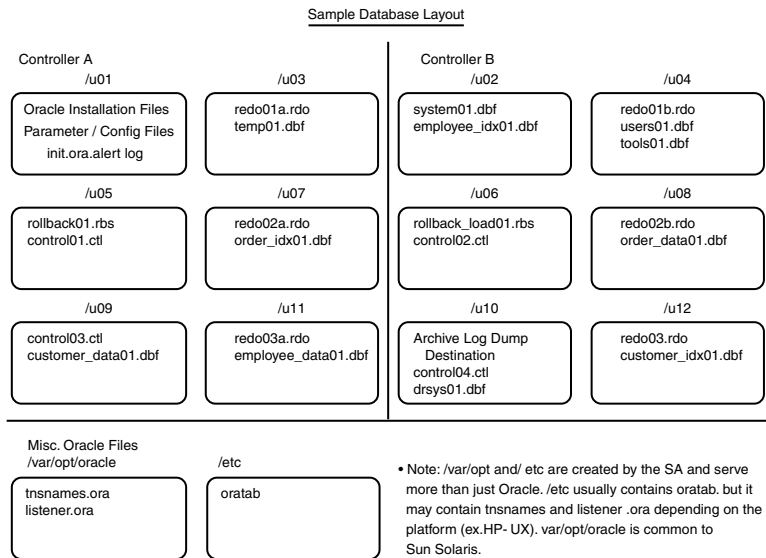 Sample Database Layout
Controller A
/u01
Oracle Installation Files
Parameter / Config Files
init.ora.alert log
/u03
redo01a.rdo
temp01.dbf
/u05
rollback01.rbs
control01.ctl
/u07
redo02a.rdo
order_idx01.dbf
/u09
control03.ctl
customer_data01.dbf
/u11
redo03a.rdo
employee_data01.dbf
Controller B
/u02
system01.dbf
employee_idx01.dbf
/u04
redo01b.rdo
users01.dbf
tools01.dbf
/u06
rollback_load01.rbs
control02.ctl
/u08
redo02b.rdo
order_data01.dbf
/u10
Archive Log Dump
Destination
control04.ctl
drsys01.dbf
/u12
redo03.rdo
customer_idx01.dbf
Misc. Oracle Files
/var/opt/oracle
tnsnames.ora
listener.ora
/etc
oratab
• Note: /var/opt and/ etc are created by the SA and serve
more than just Oracle. /etc usually contains oratab. but it
may contain tnsnames and listener .ora depending on the
platform (ex.HP- UX). var/opt/oracle is common to
Sun Solaris.